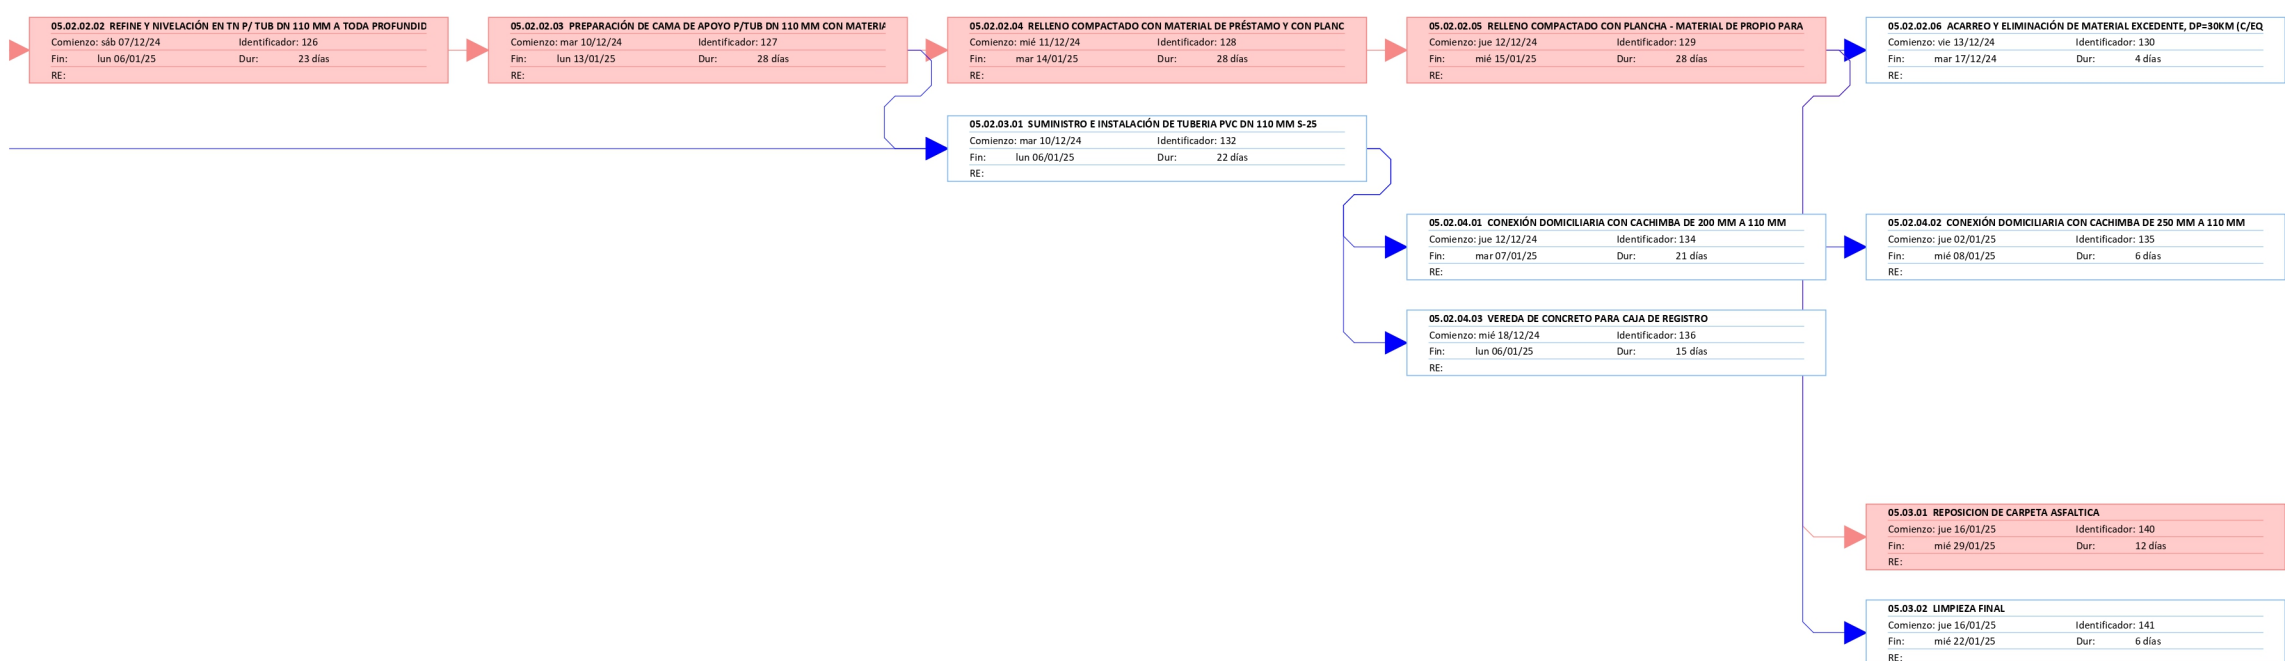 05.02.02.02 REFINE Y NIVELACIÓN EN TN P/ TUB DN 110 MM A TODA PROFUNDID
Comienzo: sáb 07/12/24 Identificador: 126
Fin: lun 06/01/25 Dur: 23 días
RE:
05.02.02.03 PREPARACIÓN DE CAMA DE APOYO P/TUB DN 110 MM CON MATERIA
Comienzo: mar 10/12/24 Identificador: 127
Fin: lun 13/01/25 Dur: 28 días
RE:
05.02.02.04 RELLENO COMPACTADO CON MATERIAL DE PRÉSTAMO Y CON PLANC
Comienzo: mié 11/12/24 Identificador: 128
Fin: mar 14/01/25 Dur: 28 días
RE:
05.02.02.05 RELLENO COMPACTADO CON PLANCHA - MATERIAL DE PROPIO PARA
Comienzo: jue 12/12/24 Identificador: 129
Fin: mié 15/01/25 Dur: 28 días
RE:
05.02.02.06 ACARREO Y ELIMINACIÓN DE MATERIAL EXCEDENTE, DP=30KM (C/EQ
Comienzo: vie 13/12/24 Identificador: 130
Fin: mar 17/12/24 Dur: 4 días
RE:
05.02.03.01 SUMINISTRO E INSTALACIÓN DE TUBERIA PVC DN 110 MM S-25
Comienzo: mar 10/12/24 Identificador: 132
Fin: lun 06/01/25 Dur: 22 días
RE:
05.02.04.01 CONEXIÓN DOMICILIARIA CON CACHIMBA DE 200 MM A 110 MM
Comienzo: jue 12/12/24 Identificador: 134
Fin: mar 07/01/25 Dur: 21 días
RE:
05.02.04.02 CONEXIÓN DOMICILIARIA CON CACHIMBA DE 250 MM A 110 MM
Comienzo: jue 02/01/25 Identificador: 135
Fin: mié 08/01/25 Dur: 6 días
RE:
05.02.04.03 VEREDA DE CONCRETO PARA CAJA DE REGISTRO
Comienzo: mié 18/12/24 Identificador: 136
Fin: lun 06/01/25 Dur: 15 días
RE:
05.03.01 REPOSICION DE CARPETA ASFALTICA
Comienzo: jue 16/01/25 Identificador: 140
Fin: mié 29/01/25 Dur: 12 días
RE:
05.03.02 LIMPIEZA FINAL
Comienzo: jue 16/01/25 Identificador: 141
Fin: mié 22/01/25 Dur: 6 días
RE: